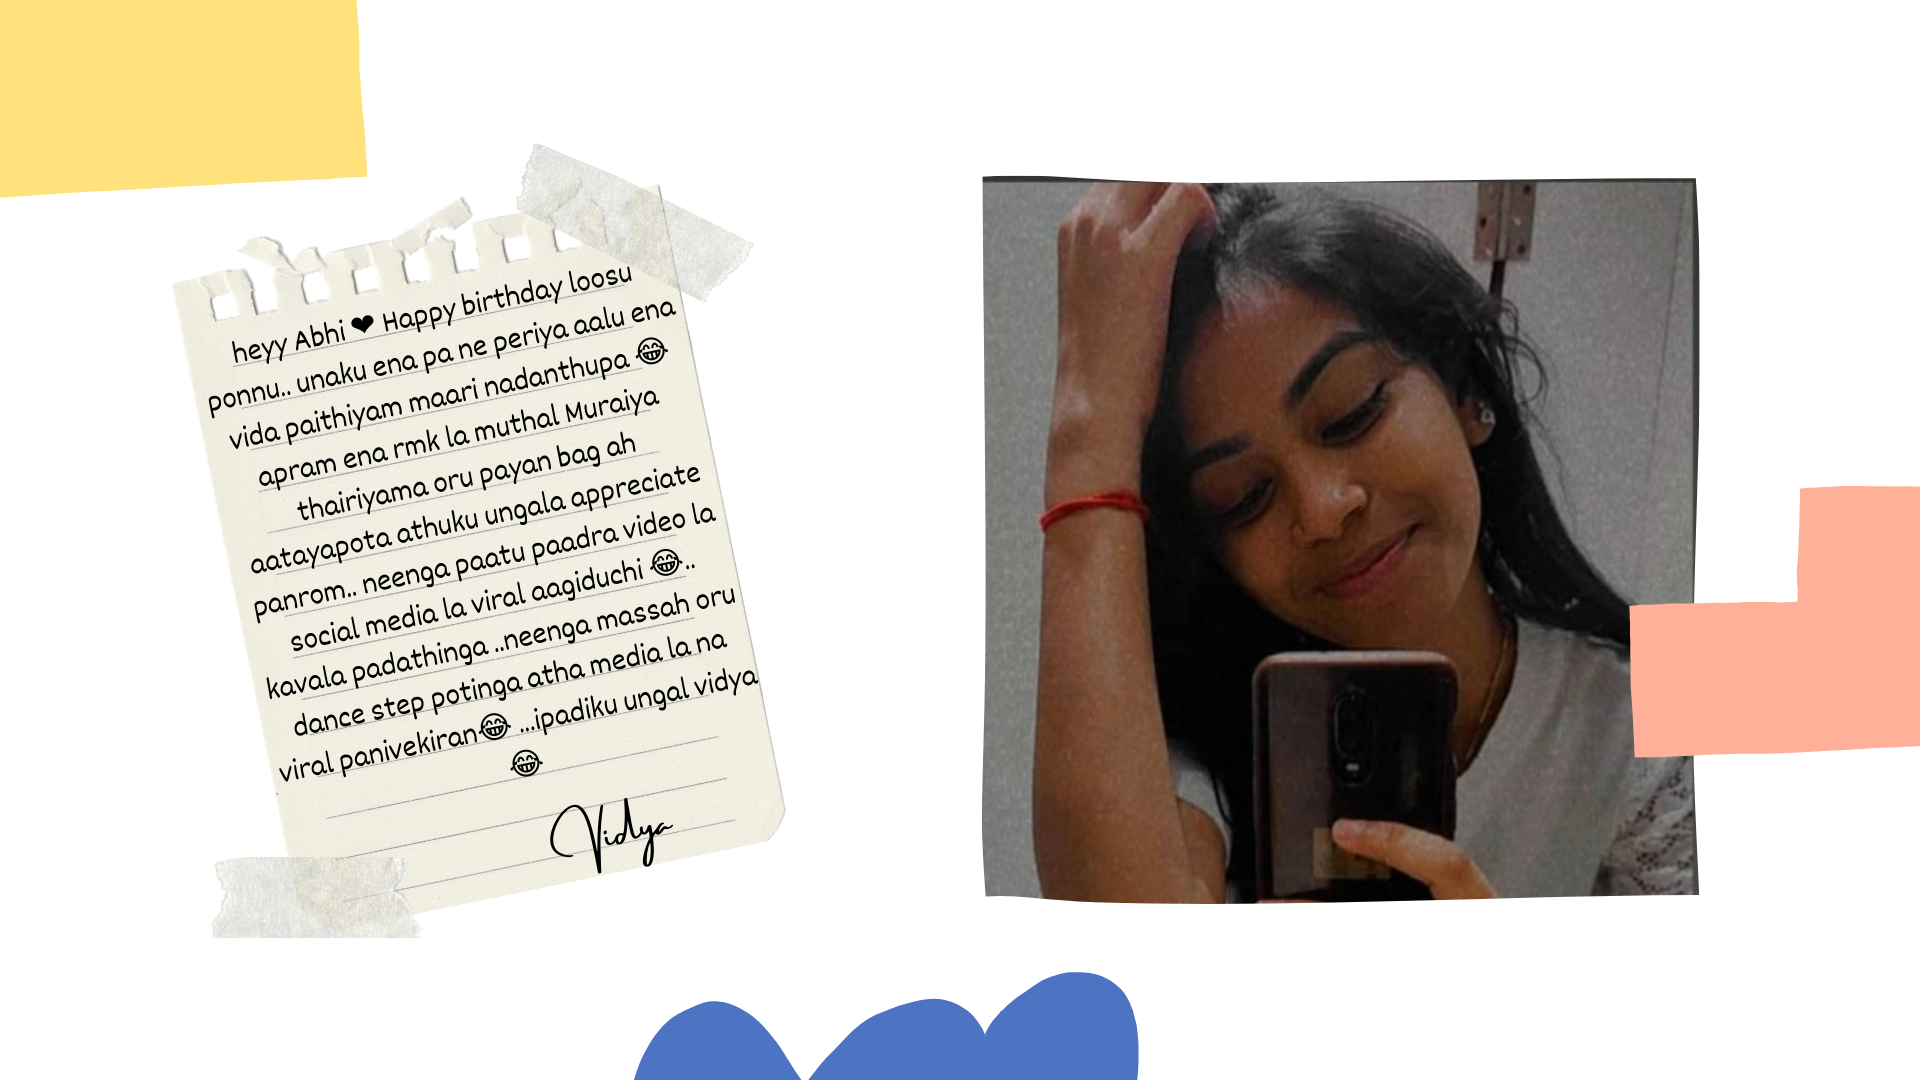 heyy Abhi ❤ Happy birthday loosu
ponnu.. unaku ena pa ne periya aalu ena
vida paithiyam maari nadanthupa 😂
apram ena rmk la muthal Muraiya
thairiyama oru payan bag ah
aatayapota athuku ungala appreciate
panrom.. neenga paatu paadra video la
social media la viral aagiduchi 😂..
kavala padathinga ..neenga massah oru
dance step potinga atha media la na
viral panivekiran😂 ...ipadiku ungal vidya
😂
Vidya